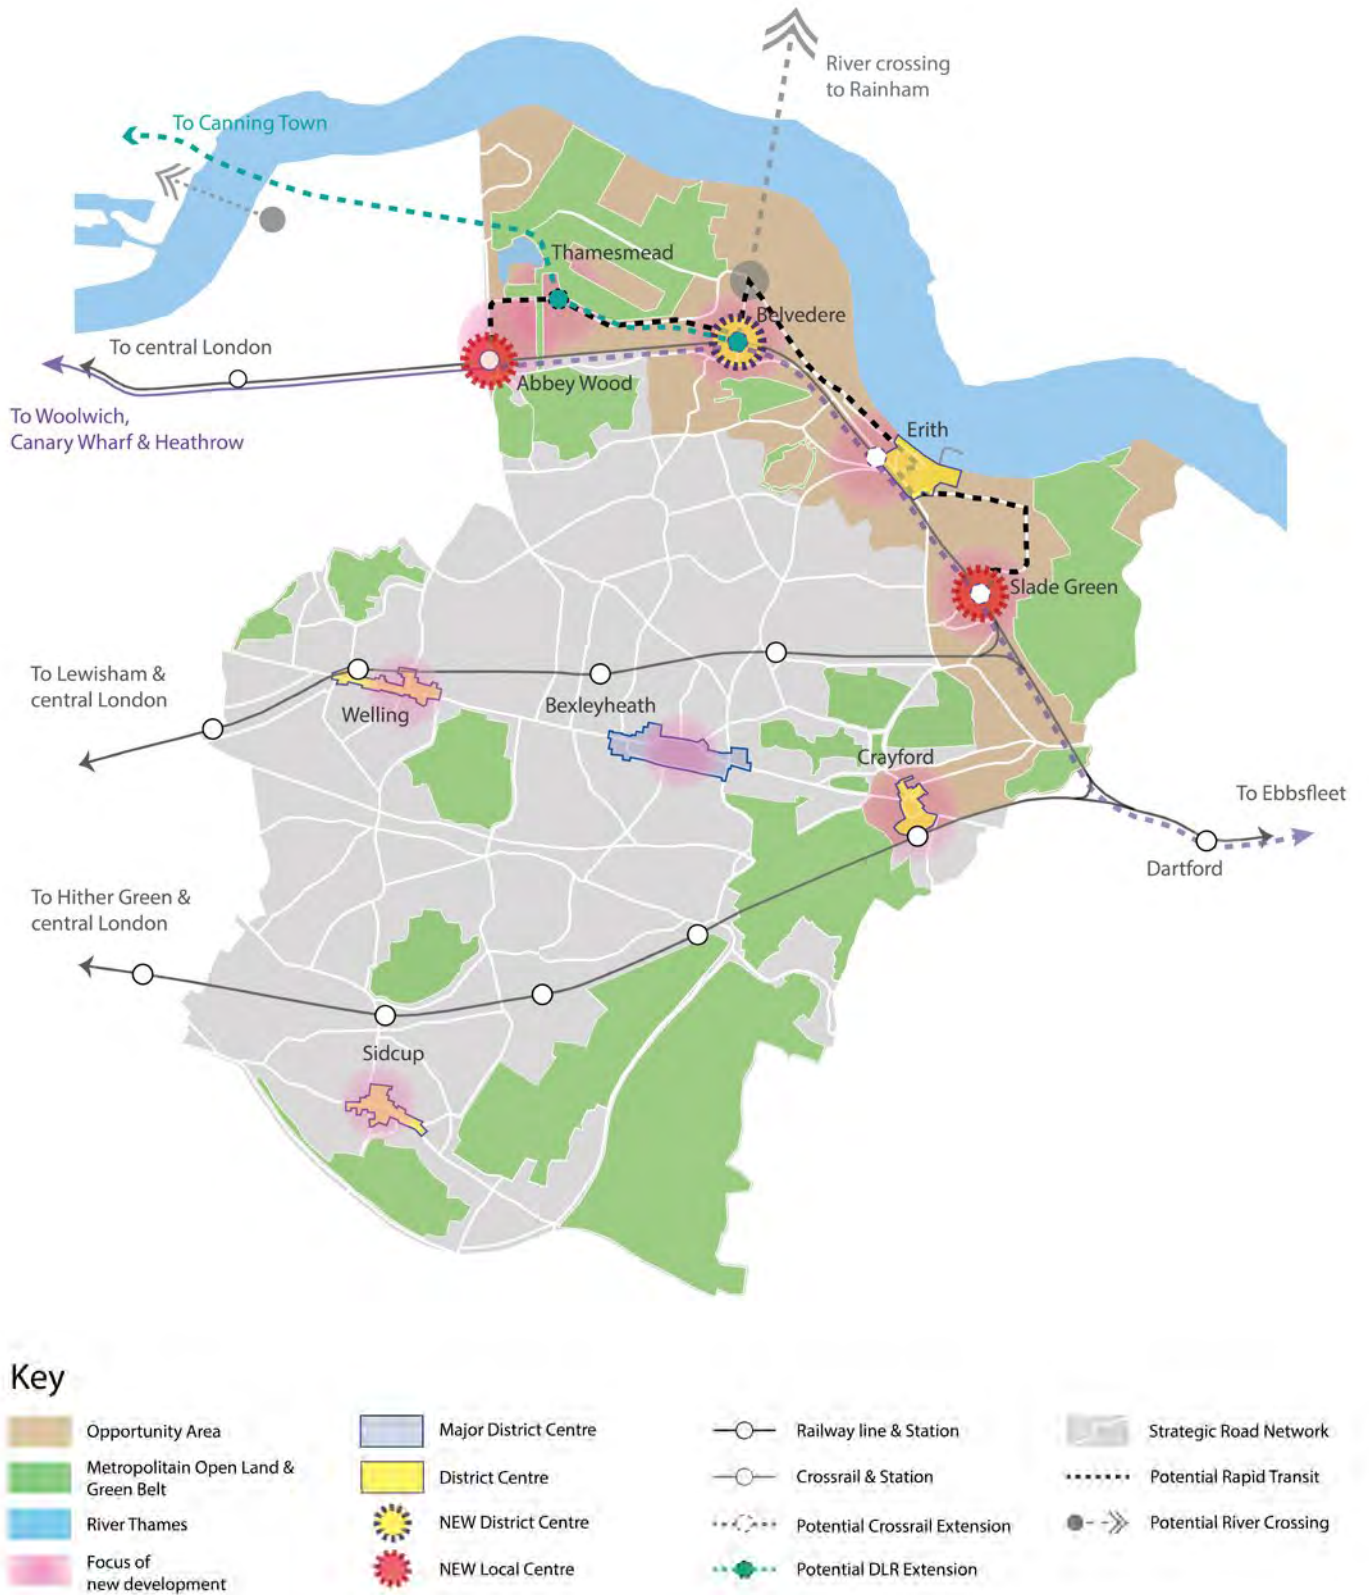 River crossing
to Rainham
To Canning Town
Thamesmead
Belvedere
To central London
Abbey Wood
To Woolwich,
Canary Wharf & Heathrow
Erith
Slade Green
To Lewisham &
central London
Welling
Bexleyheath
Crayford
To Ebbsfleet
Dartford
To Hither Green &
central London
Sidcup
Key
Opportunity Area
Metropolitain Open Land &
Green Belt
River Thames
Focus of
new development
Major District Centre
District Centre
NEW District Centre
NEW Local Centre
Railway line & Station
Crossrail & Station
Potential Crossrail Extension
Potential DLR Extension
Strategic Road Network
Potential Rapid Transit
Potential River Crossing